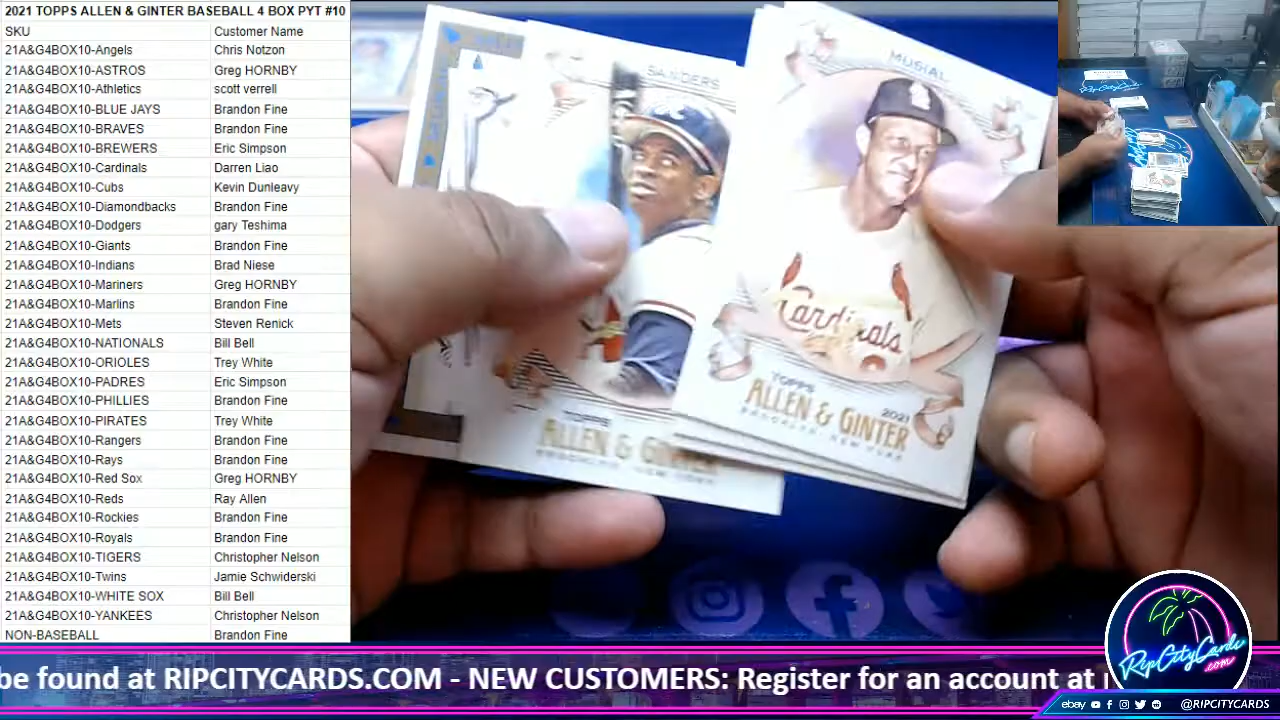 2021 TOPPS ALLEN & GINTER BASEBALL 4 BOX PYT #10
SKU Customer Name
21A&G4BOX10-Angels Chris Notzon
21A&G4BOX10-ASTROS Greg HORNBY
21A&G4BOX10-Athletics scott verrell
21A&G4BOX10-BLUE JAYS Brandon Fine
21A&G4BOX10-BRAVES Brandon Fine
21A&G4BOX10-BREWERS Eric Simpson
21A&G4BOX10-Cardinals Darren Liao
21A&G4BOX10-Cubs Kevin Dunleavy
21A&G4BOX10-Diamondbacks Brandon Fine
21A&G4BOX10-Dodgers gary Teshima
21A&G4BOX10-Giants Brandon Fine
21A&G4BOX10-Indians Brad Niese
21A&G4BOX10-Mariners Greg HORNBY
21A&G4BOX10-Marlins Brandon Fine
21A&G4BOX10-Mets Steven Renick
21A&G4BOX10-NATIONALS Bill Bell
21A&G4BOX10-ORIOLES Trey White
21A&G4BOX10-PADRES Eric Simpson
21A&G4BOX10-PHILLIES Brandon Fine
21A&G4BOX10-PIRATES Trey White
21A&G4BOX10-Rangers Brandon Fine
21A&G4BOX10-Rays Brandon Fine
21A&G4BOX10-Red Sox Greg HORNBY
21A&G4BOX10-Reds Ray Allen
21A&G4BOX10-Rockies Brandon Fine
21A&G4BOX10-Royals Brandon Fine
21A&G4BOX10-TIGERS Christopher Nelson
21A&G4BOX10-Twins Jamie Schwiderski
21A&G4BOX10-WHITE SOX Bill Bell
21A&G4BOX10-YANKEES Christopher Nelson
NON-BASEBALL Brandon Fine
SANDERS
TOPPS
ALLEN & GINTER
BROOKLYN, NEW YORK
MUSIAL
Cardinals
TOPPS 2021
ALLEN & GINTER
BROOKLYN, NEW YORK
be found at RIPCITYCARDS.COM - NEW CUSTOMERS: Register for an account at
RipCityCards
.com
ebay @RIPCITYCARDS